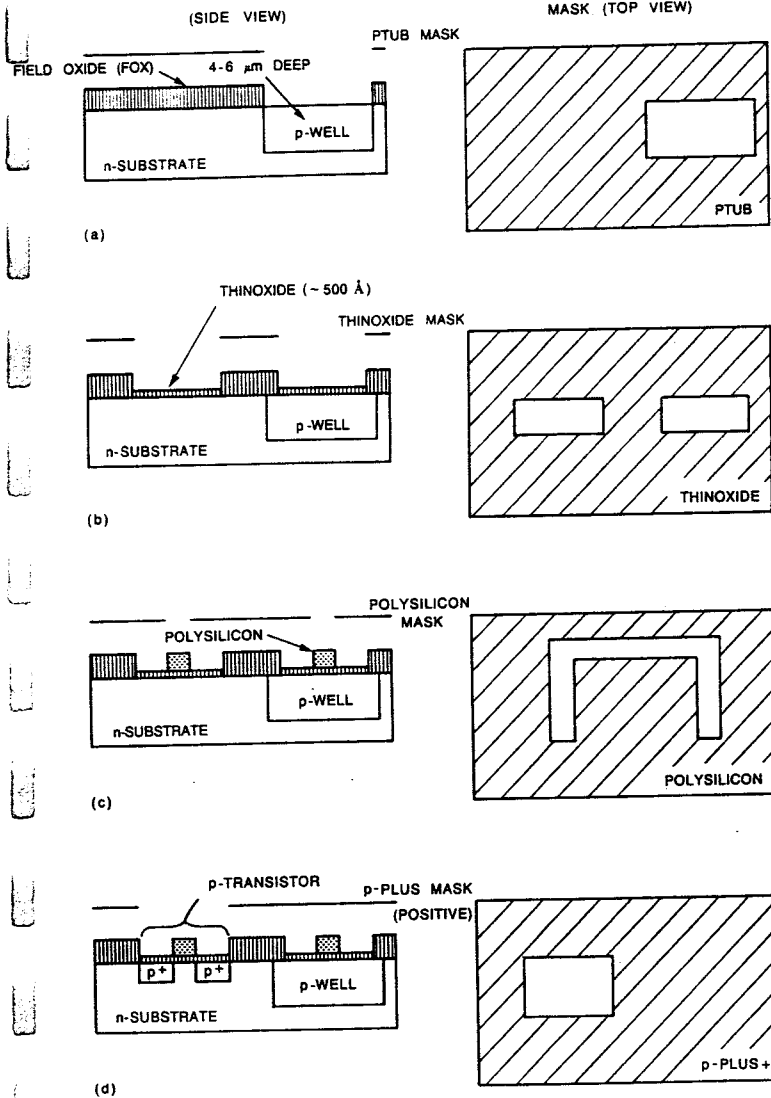 (SIDE VIEW)
MASK (TOP VIEW)
PTUB MASK
FIELD OXIDE (FOX)
4-6 μm DEEP
p-WELL
n-SUBSTRATE
PTUB
(a)
THINOXIDE (~ 500 Å)
THINOXIDE MASK
p-WELL
n-SUBSTRATE
THINOXIDE
(b)
POLYSILICON
MASK
POLYSILICON
p-WELL
n-SUBSTRATE
POLYSILICON
(c)
p-TRANSISTOR
p-PLUS MASK
(POSITIVE)
p+
p+
p-WELL
n-SUBSTRATE
p-PLUS+
(d)